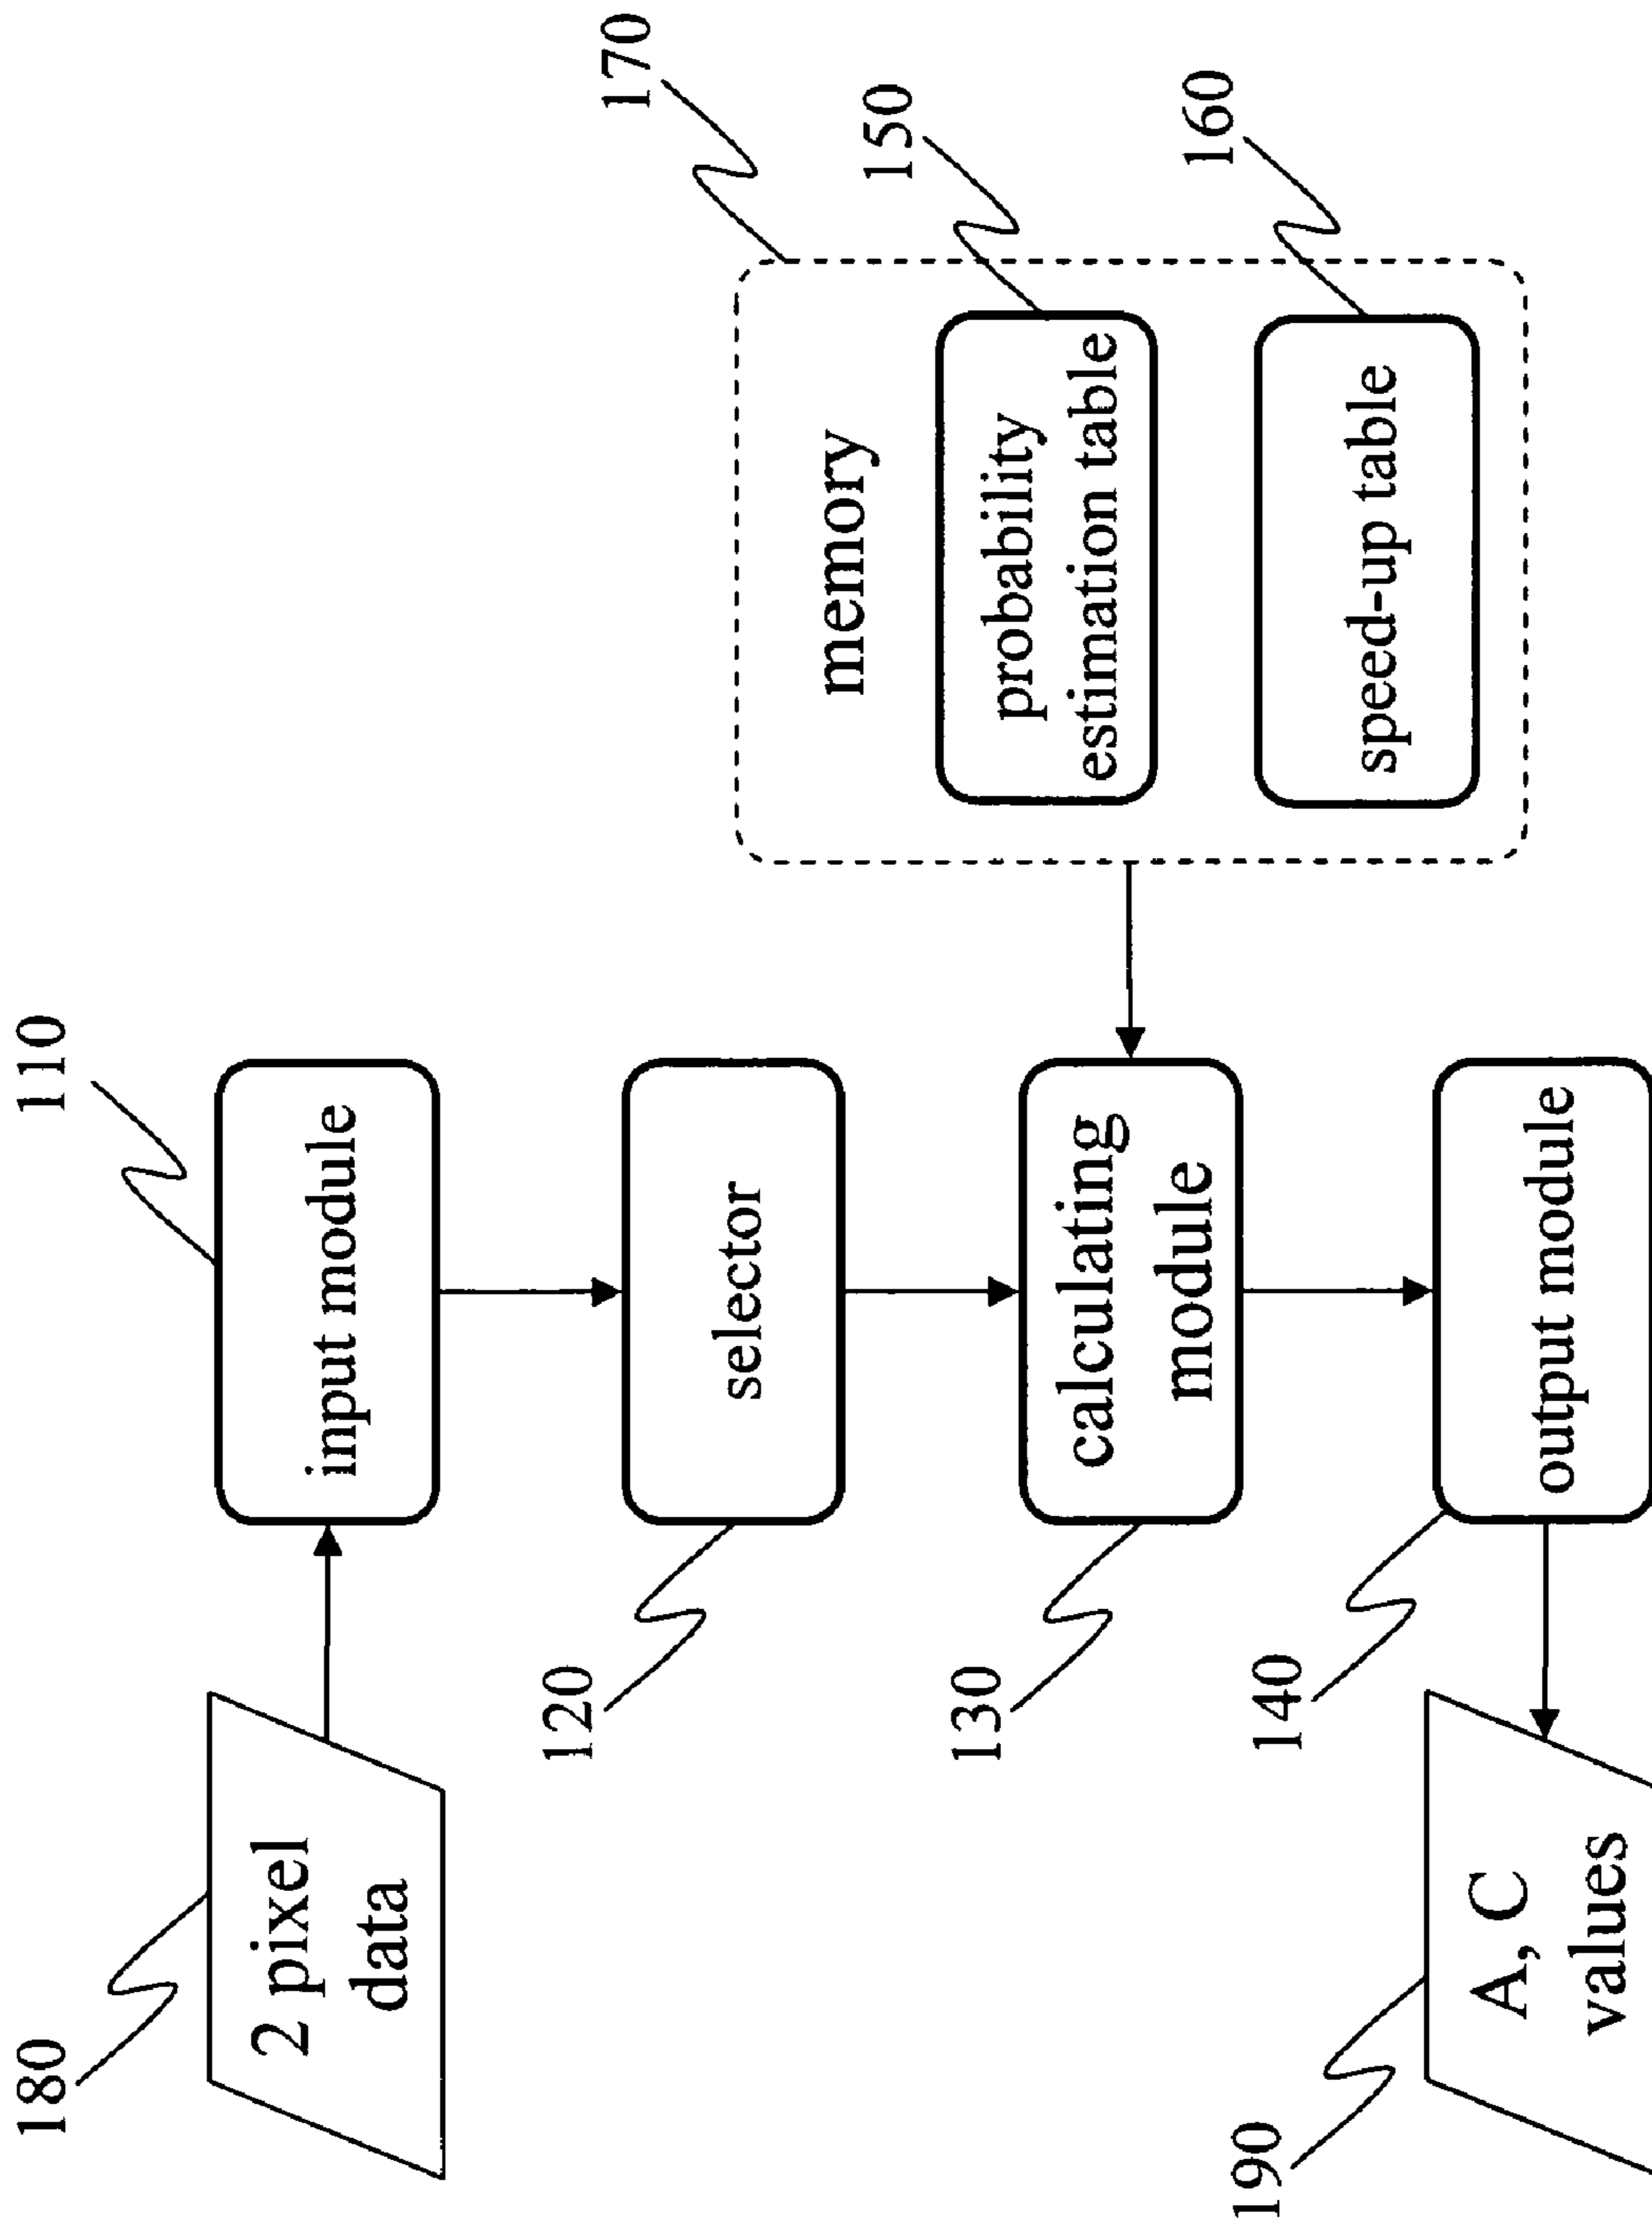 180
2 pixel
data
110
input module
120
selector
130
calculating
module
140
output module
190
A, C
values
170
memory
150
probability
estimation table
160
speed-up table